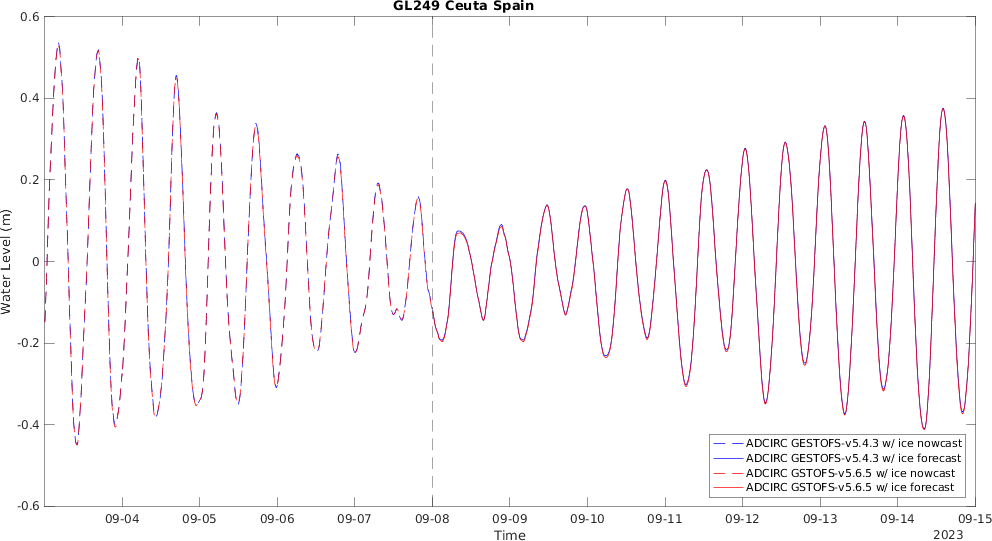 GL249 Ceuta Spain
Water Level (m)
0.6
0.4
0.2
0
-0.2
-0.4
-0.6
09-04 09-05 09-06 09-07 09-08 09-09 09-10 09-11 09-12 09-13 09-14 09-15
Time
2023
ADCIRC GESTOFS-v5.4.3 w/ ice nowcast
ADCIRC GESTOFS-v5.4.3 w/ ice forecast
ADCIRC GSTOFS-v5.6.5 w/ ice nowcast
ADCIRC GSTOFS-v5.6.5 w/ ice forecast